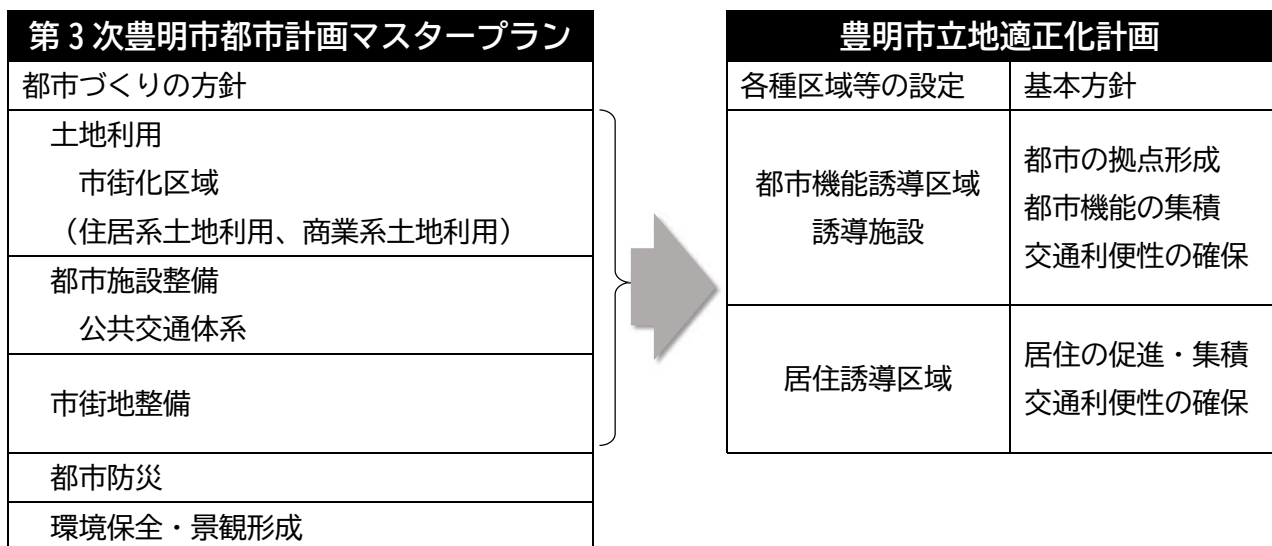 第3次豊明市都市計画マスタープラン
都市づくりの方針
土地利用
市街化区域
（住居系土地利用、商業系土地利用）
都市施設整備
公共交通体系
市街地整備
都市防災
環境保全・景観形成
豊明市立地適正化計画
各種区域等の設定
基本方針
都市機能誘導区域
誘導施設
都市の拠点形成
都市機能の集積
交通利便性の確保
居住誘導区域
居住の促進・集積
交通利便性の確保